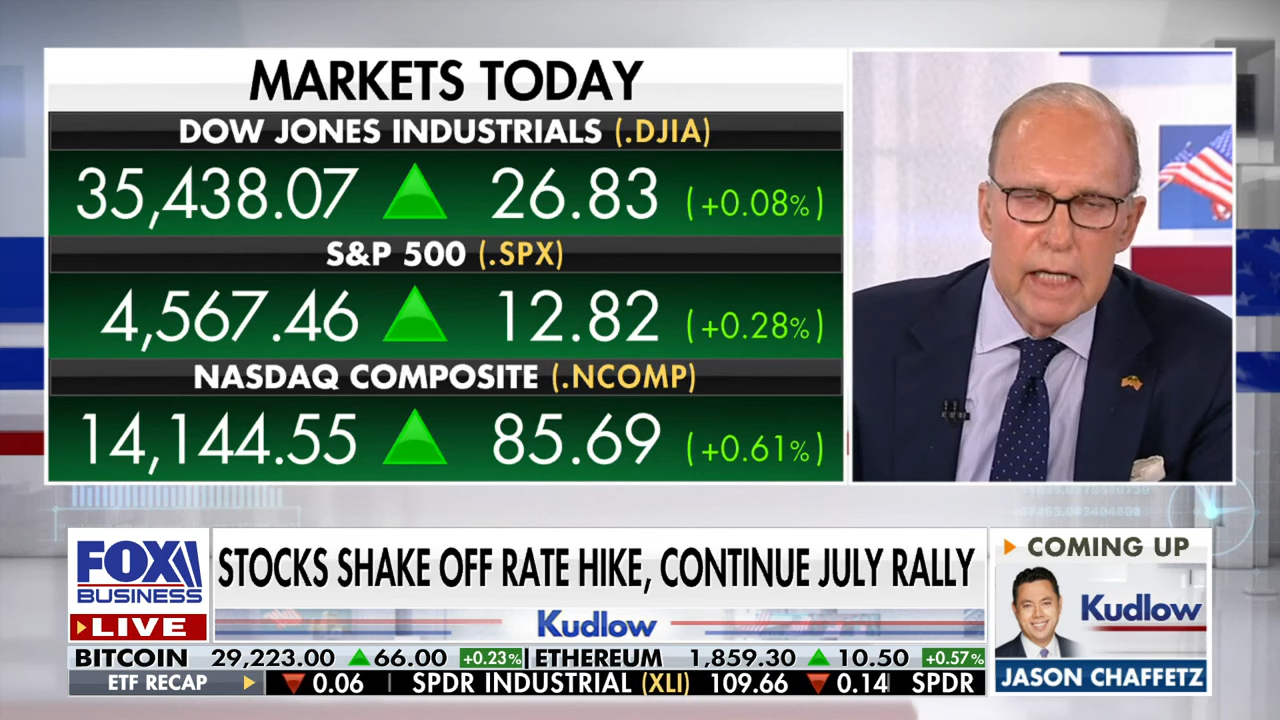 MARKETS TODAY
DOW JONES INDUSTRIALS (.DJIA)
35,438.07 ▲ 26.83 (+0.08%)
S&P 500 (.SPX)
4,567.46 ▲ 12.82 (+0.28%)
NASDAQ COMPOSITE (.NCOMP)
14,144.55 ▲ 85.69 (+0.61%)
FOX BUSINESS
LIVE
STOCKS SHAKE OFF RATE HIKE, CONTINUE JULY RALLY
Kudlow
COMING UP
Kudlow
JASON CHAFFETZ
BITCOIN 29,223.00 ▲ 66.00 +0.23% ETHEREUM 1,859.30 ▲ 10.50 +0.57%
ETF RECAP ▼ 0.06 | SPDR INDUSTRIAL (XLI) 109.66 ▼ 0.14 | SPDR